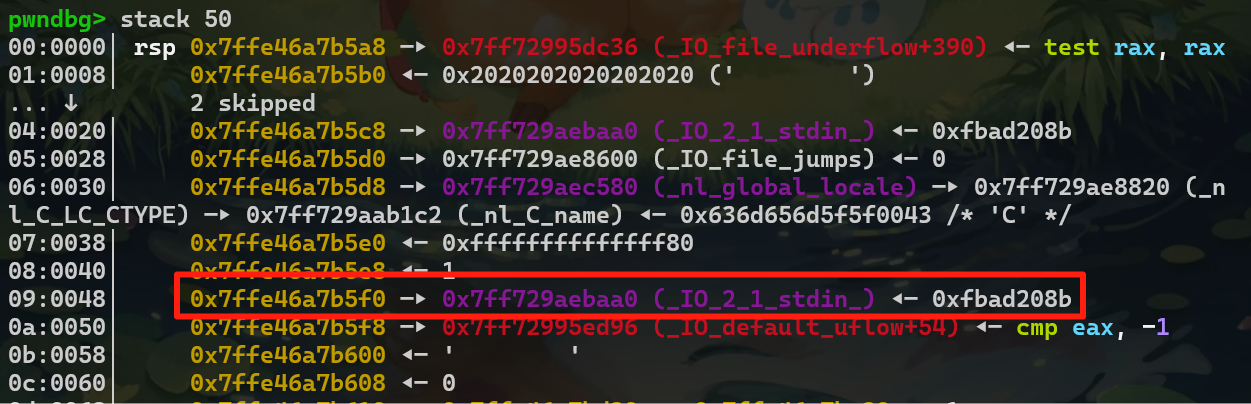 pwndbg> stack 50
00:0000│ rsp 0x7ffe46a7b5a8 —▸ 0x7ff72995dc36 (_IO_file_underflow+390) ◂— test rax, rax
01:0008│     0x7ffe46a7b5b0 ◂— 0x2020202020202020 ('        ')
... ↓        2 skipped
04:0020│     0x7ffe46a7b5c8 —▸ 0x7ff729aebaa0 (_IO_2_1_stdin_) ◂— 0xfbad208b
05:0028│     0x7ffe46a7b5d0 —▸ 0x7ff729ae8600 (_IO_file_jumps) ◂— 0
06:0030│     0x7ffe46a7b5d8 —▸ 0x7ff729aec580 (_nl_global_locale) —▸ 0x7ff729ae8820 (_n
l_C_LC_CTYPE) —▸ 0x7ff729aab1c2 (_nl_C_name) ◂— 0x636d656d5f5f0043 /* 'C' */
07:0038│     0x7ffe46a7b5e0 ◂— 0xffffffffffffff80
08:0040│     0x7ffe46a7b5e8 ◂— 1
09:0048│     0x7ffe46a7b5f0 —▸ 0x7ff729aebaa0 (_IO_2_1_stdin_) ◂— 0xfbad208b
0a:0050│     0x7ffe46a7b5f8 —▸ 0x7ff72995ed96 (_IO_default_uflow+54) ◂— cmp eax, -1
0b:0058│     0x7ffe46a7b600 ◂— '        '
0c:0060│     0x7ffe46a7b608 ◂— 0